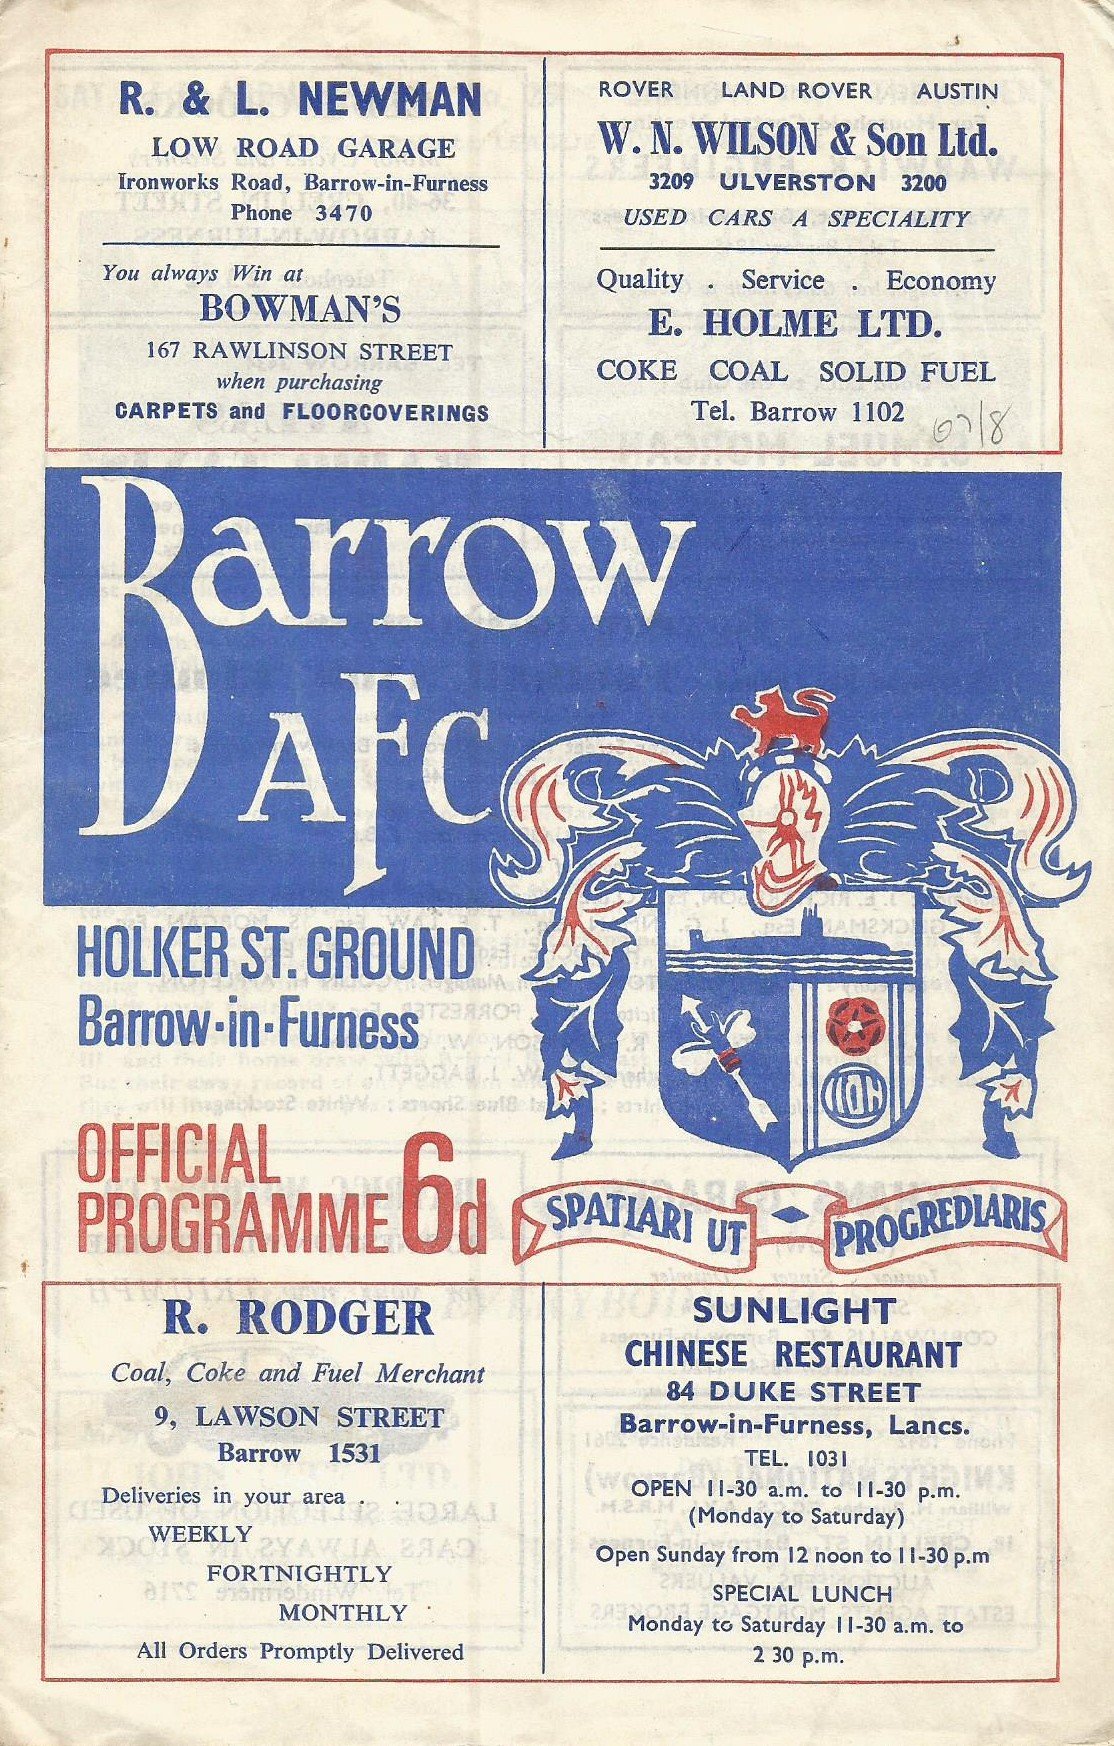 R. & L. NEWMAN
LOW ROAD GARAGE
Ironworks Road, Barrow-in-Furness
Phone 3470
You always Win at
BOWMAN'S
167 RAWLINSON STREET
when purchasing
CARPETS and FLOORCOVERINGS
ROVER LAND ROVER AUSTIN
W. N. WILSON & Son Ltd.
3209 ULVERSTON 3200
USED CARS A SPECIALITY
Quality . Service . Economy
E. HOLME LTD.
COKE COAL SOLID FUEL
Tel. Barrow 1102
Barrow
AFC
HOLKER ST. GROUND
Barrow-in-Furness
OFFICIAL
PROGRAMME 6d
SPATIARI UT PROGREDIARIS
R. RODGER
Coal, Coke and Fuel Merchant
9, LAWSON STREET
Barrow 1531
Deliveries in your area . .
WEEKLY
FORTNIGHTLY
MONTHLY
All Orders Promptly Delivered
SUNLIGHT
CHINESE RESTAURANT
84 DUKE STREET
Barrow-in-Furness, Lancs.
TEL. 1031
OPEN 11-30 a.m. to 11-30 p.m.
(Monday to Saturday)
Open Sunday from 12 noon to 11-30 p.m
SPECIAL LUNCH
Monday to Saturday 11-30 a.m. to
2 30 p.m.